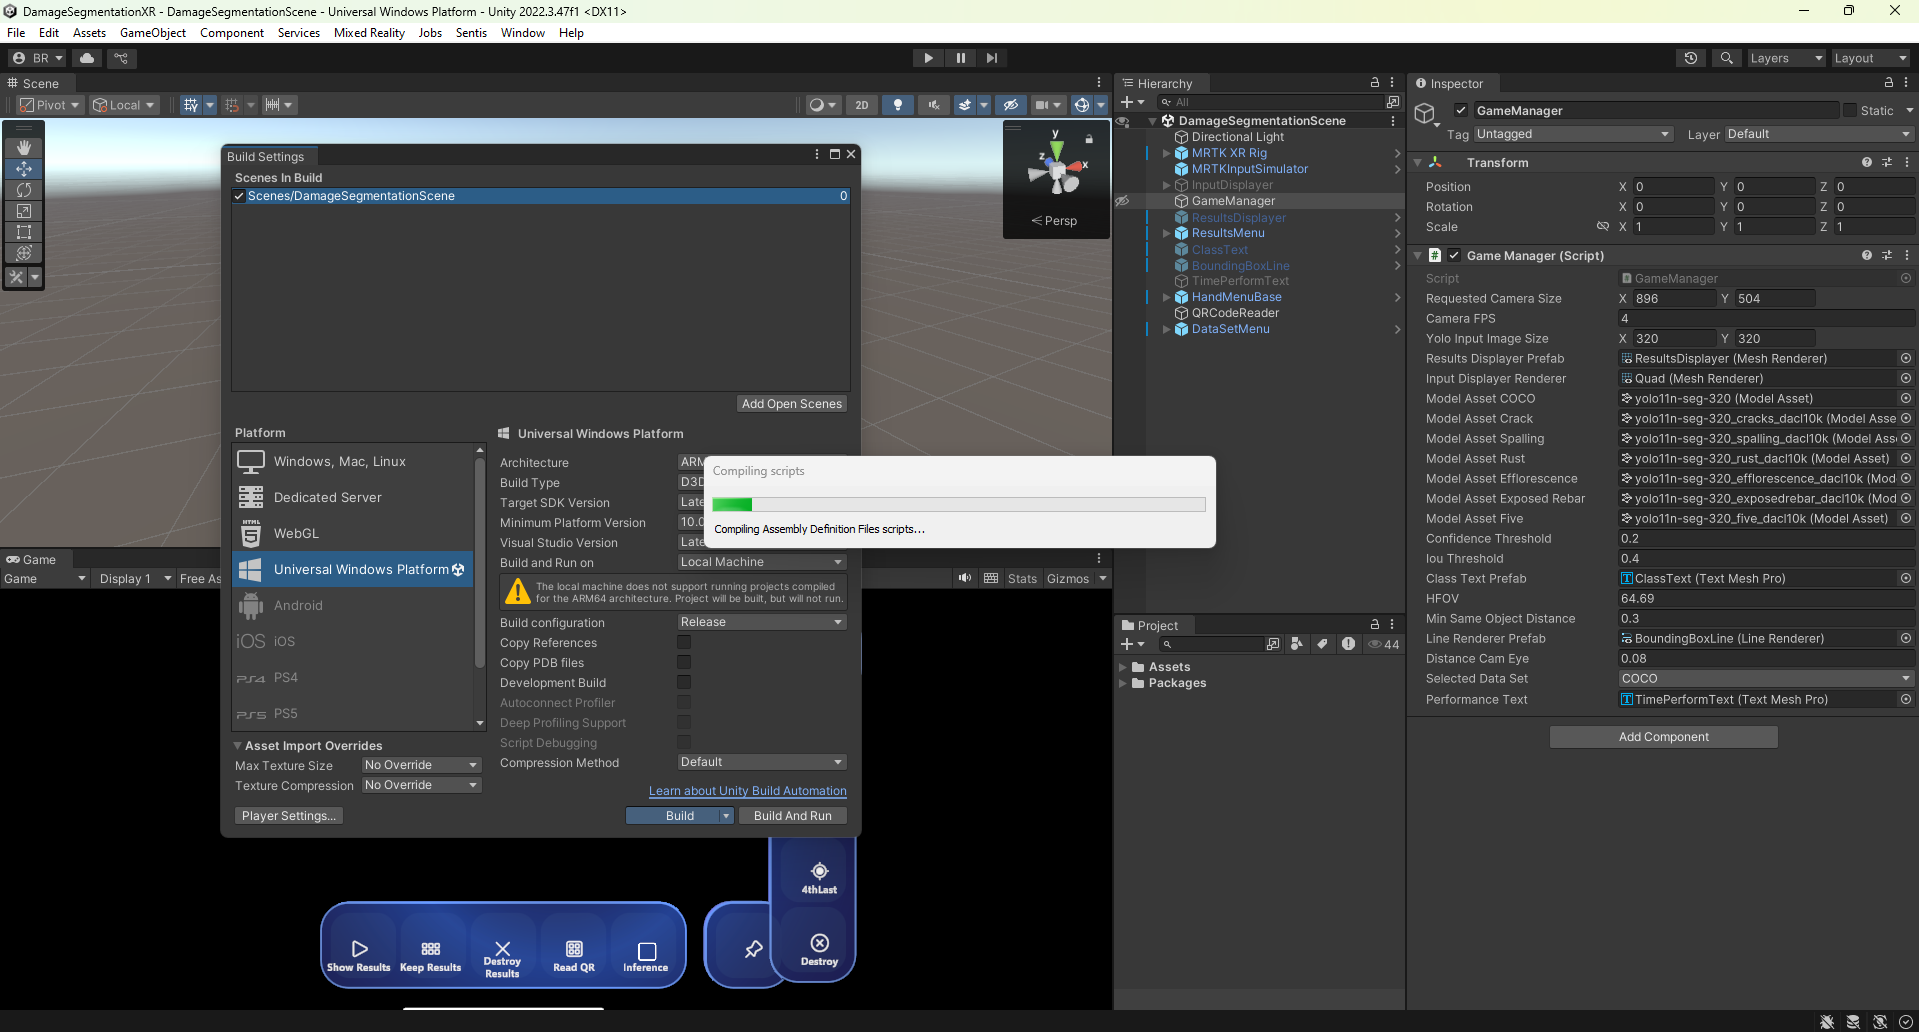 DamageSegmentationXR - DamageSegmentationScene - Universal Windows Platform - Unity 2022.3.47f1 <DX11>
File Edit Assets GameObject Component Services Mixed Reality Jobs Sentis Window Help
BR
Layers
Layout
Scene
Pivot
Local
2D
y
z
x
Persp
Build Settings
Scenes In Build
Scenes/DamageSegmentationScene 0
Add Open Scenes
Platform
Windows, Mac, Linux
Dedicated Server
HTML
WebGL
Universal Windows Platform
Android
iOS iOS
PS4 PS4
PS5 PS5
Asset Import Overrides
Max Texture Size No Override
Texture Compression No Override
Player Settings...
Universal Windows Platform
Architecture ARM
Build Type D3D
Target SDK Version Late
Minimum Platform Version 10.0
Visual Studio Version Late
Build and Run on Local Machine
The local machine does not support running projects compiled
for the ARM64 architecture. Project will be built, but will not run.
Build configuration Release
Copy References
Copy PDB files
Development Build
Autoconnect Profiler
Deep Profiling Support
Script Debugging
Compression Method Default
Learn about Unity Build Automation
Build
Build And Run
Compiling scripts
Compiling Assembly Definition Files scripts...
Game
Game
Display 1
Free As
Stats
Gizmos
Show Results
Keep Results
Destroy
Results
Read QR
Inference
4thLast
Destroy
Hierarchy
All
DamageSegmentationScene
Directional Light
MRTK XR Rig
MRTKInputSimulator
InputDisplayer
GameManager
ResultsDisplayer
ResultsMenu
ClassText
BoundingBoxLine
TimePerformText
HandMenuBase
QRCodeReader
DataSetMenu
Project
44
Assets
Packages
Inspector
GameManager
Static
Tag Untagged
Layer Default
Transform
Position X 0 Y 0 Z 0
Rotation X 0 Y 0 Z 0
Scale X 1 Y 1 Z 1
Game Manager (Script)
Script GameManager
Requested Camera Size X 896 Y 504
Camera FPS 4
Yolo Input Image Size X 320 Y 320
Results Displayer Prefab ResultsDisplayer (Mesh Renderer)
Input Displayer Renderer Quad (Mesh Renderer)
Model Asset COCO yolo11n-seg-320 (Model Asset)
Model Asset Crack yolo11n-seg-320_cracks_dacl10k (Model Asse
Model Asset Spalling yolo11n-seg-320_spalling_dacl10k (Model Ass
Model Asset Rust yolo11n-seg-320_rust_dacl10k (Model Asset)
Model Asset Efflorescence yolo11n-seg-320_efflorescence_dacl10k (Mod
Model Asset Exposed Rebar yolo11n-seg-320_exposedrebar_dacl10k (Mod
Model Asset Five yolo11n-seg-320_five_dacl10k (Model Asset)
Confidence Threshold 0.2
Iou Threshold 0.4
Class Text Prefab ClassText (Text Mesh Pro)
HFOV 64.69
Min Same Object Distance 0.3
Line Renderer Prefab BoundingBoxLine (Line Renderer)
Distance Cam Eye 0.08
Selected Data Set COCO
Performance Text TimePerformText (Text Mesh Pro)
Add Component